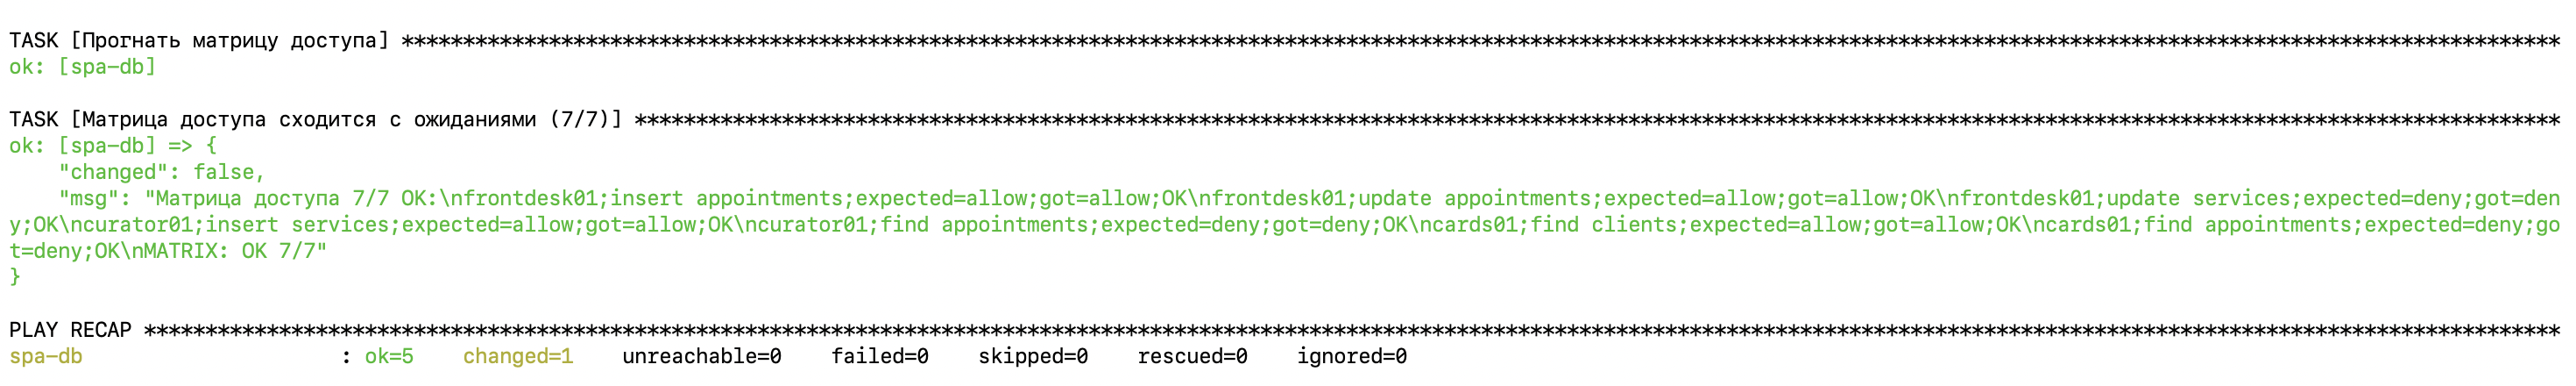 TASK [Прогнать матрицу доступа] ********************************************************************************************************************************************************************************
ok: [spa-db]
TASK [Матрица доступа сходится с ожиданиями (7/7)] *************************************************************************************************************************************************************
ok: [spa-db] => {
    "changed": false,
    "msg": "Матрица доступа 7/7 OK:\nfrontdesk01;insert appointments;expected=allow;got=allow;OK\nfrontdesk01;update appointments;expected=allow;got=allow;OK\nfrontdesk01;update services;expected=deny;got=den
y;OK\ncurator01;insert services;expected=allow;got=allow;OK\ncurator01;find appointments;expected=deny;got=deny;OK\ncards01;find clients;expected=allow;got=allow;OK\ncards01;find appointments;expected=deny;go
t=deny;OK\nMATRIX: OK 7/7"
}
PLAY RECAP *****************************************************************************************************************************************************************************************************
spa-db                     : ok=5    changed=1    unreachable=0    failed=0    skipped=0    rescued=0    ignored=0